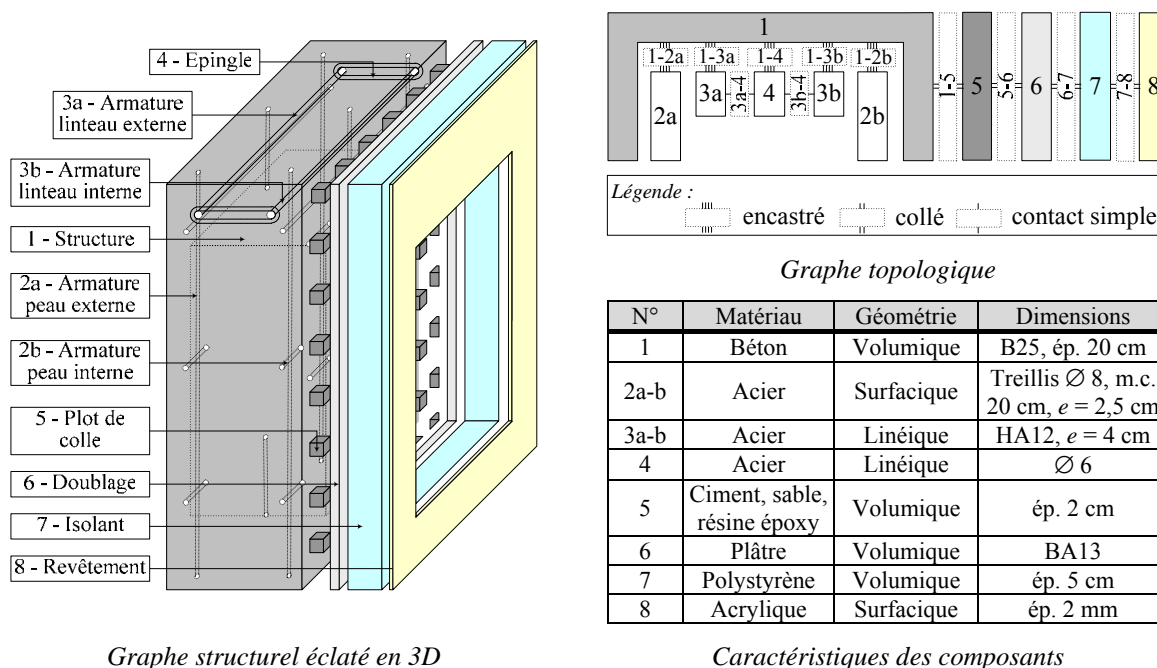 4 - Epingle
3a - Armature
linteau externe
3b - Armature
linteau interne
1 - Structure
2a - Armature
peau externe
2b - Armature
peau interne
5 - Plot de
colle
6 - Doublage
7 - Isolant
8 - Revêtement
Graphe structurel éclaté en 3D
1
1-2a 1-3a 1-4 1-3b 1-2b
2a 3a 3a-4 4 3b-4 3b 2b 1-5 5 5-6 6 6-7 7 7-8 8
Légende :
encastré collé contact simple
Graphe topologique
N° Matériau Géométrie Dimensions
1 Béton Volumique B25, ép. 20 cm
2a-b Acier Surfacique Treillis ∅ 8, m.c.
20 cm, e = 2,5 cm
3a-b Acier Linéique HA12, e = 4 cm
4 Acier Linéique ∅ 6
5 Ciment, sable,
résine époxy Volumique ép. 2 cm
6 Plâtre Volumique BA13
7 Polystyrène Volumique ép. 5 cm
8 Acrylique Surfacique ép. 2 mm
Caractéristiques des composants